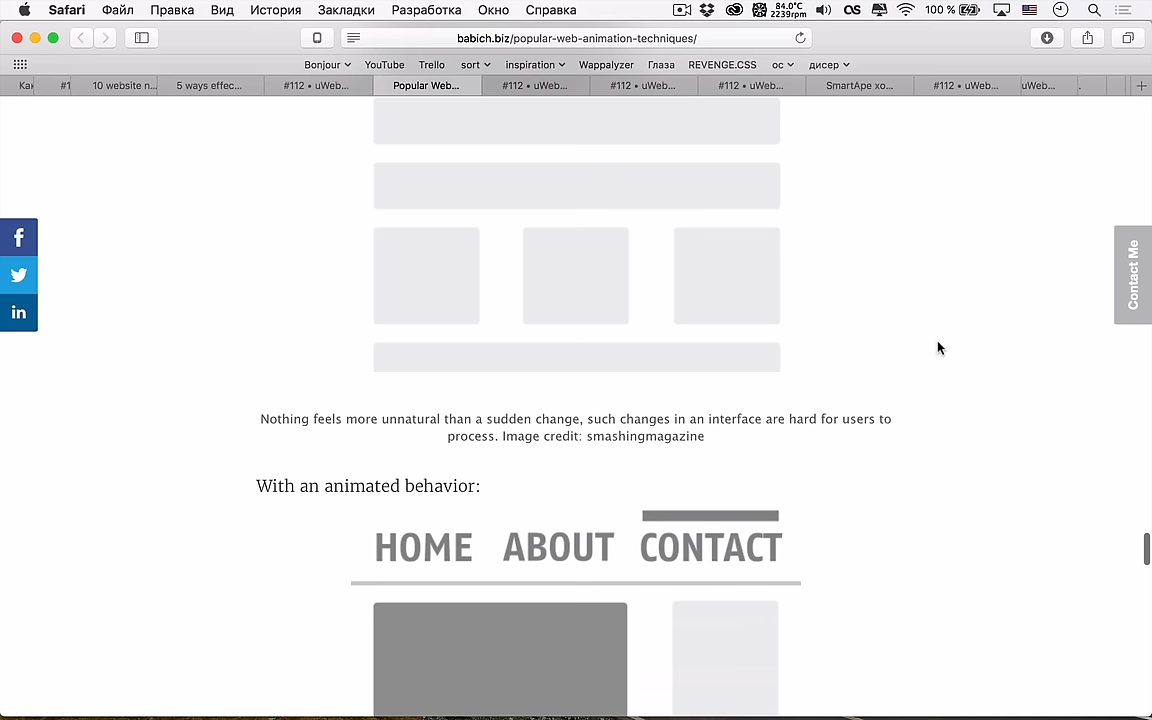 Safari Файл Правка Вид История Закладки Разработка Окно Справка 84.0°C 2239rpm 100 %
babich.biz/popular-web-animation-techniques/
Bonjour YouTube Trello sort inspiration Wappalyzer Глаза REVENGE.CSS ос дисер
Как #1 10 website n... 5 ways effec... #112 • uWeb... Popular Web... #112 • uWeb... #112 • uWeb... #112 • uWeb... SmartApe хо... #112 • uWeb... uWeb...
Contact Me
Nothing feels more unnatural than a sudden change, such changes in an interface are hard for users to
process. Image credit: smashingmagazine
With an animated behavior:
HOME ABOUT CONTACT